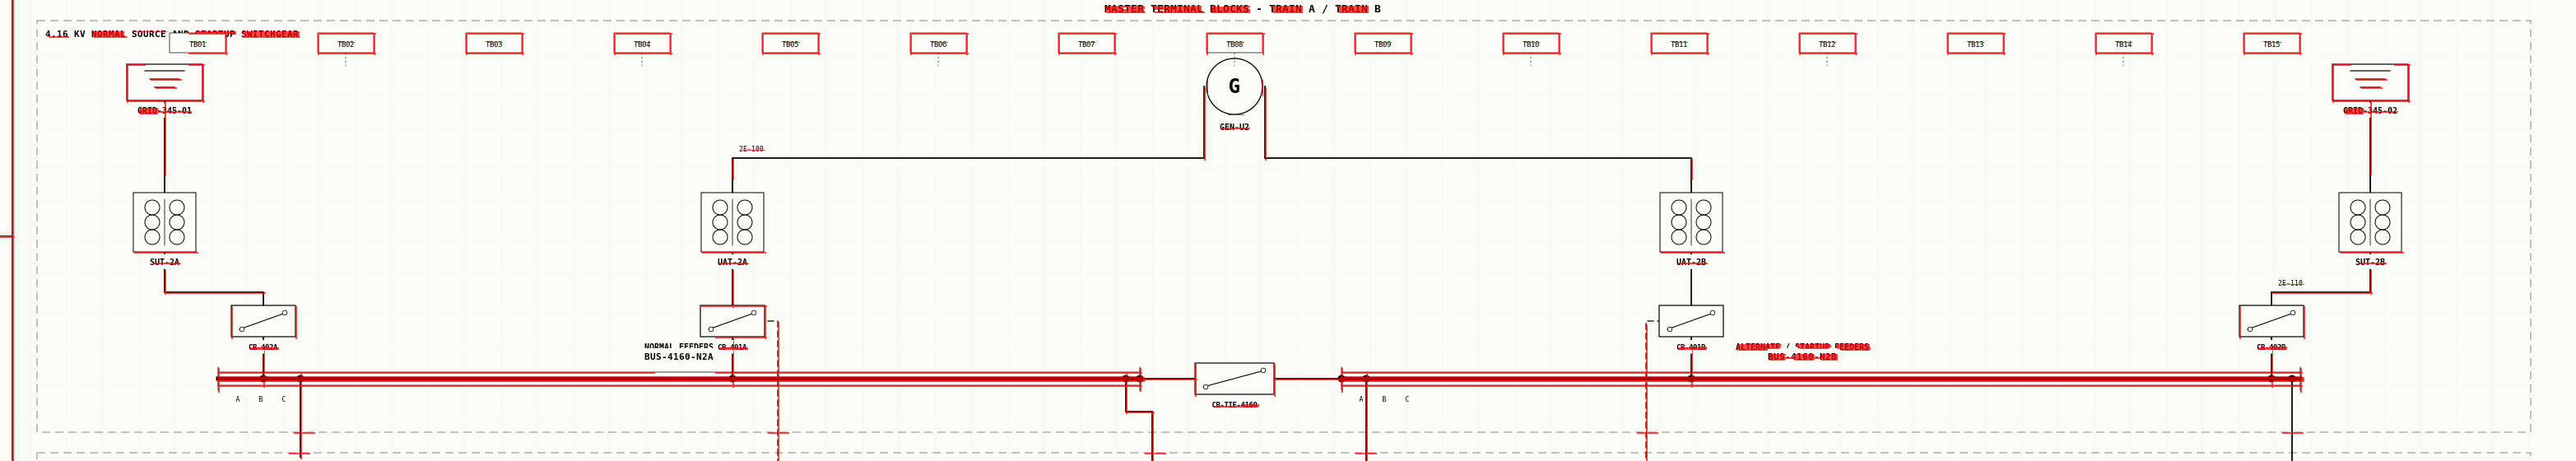 MASTER TERMINAL BLOCKS - TRAIN A / TRAIN B
4.16 KV NORMAL SOURCE AND STARTUP SWITCHGEAR
TB01 TB02 TB03 TB04 TB05 TB06 TB07 TB08 TB09 TB10 TB11 TB12 TB13 TB14 TB15
G
GRID-345-01
GRID-345-02
GEN-U2
2E-100
SUT-2A
UAT-2A
UAT-2B
SUT-2B
2E-110
CB-402A
NORMAL FEEDERS
CB-401A
CB-401B
ALTERNATE / STARTUP FEEDERS
CB-402B
BUS-4160-N2A
BUS-4160-N2B
A B C
CB-TIE-4160
A B C